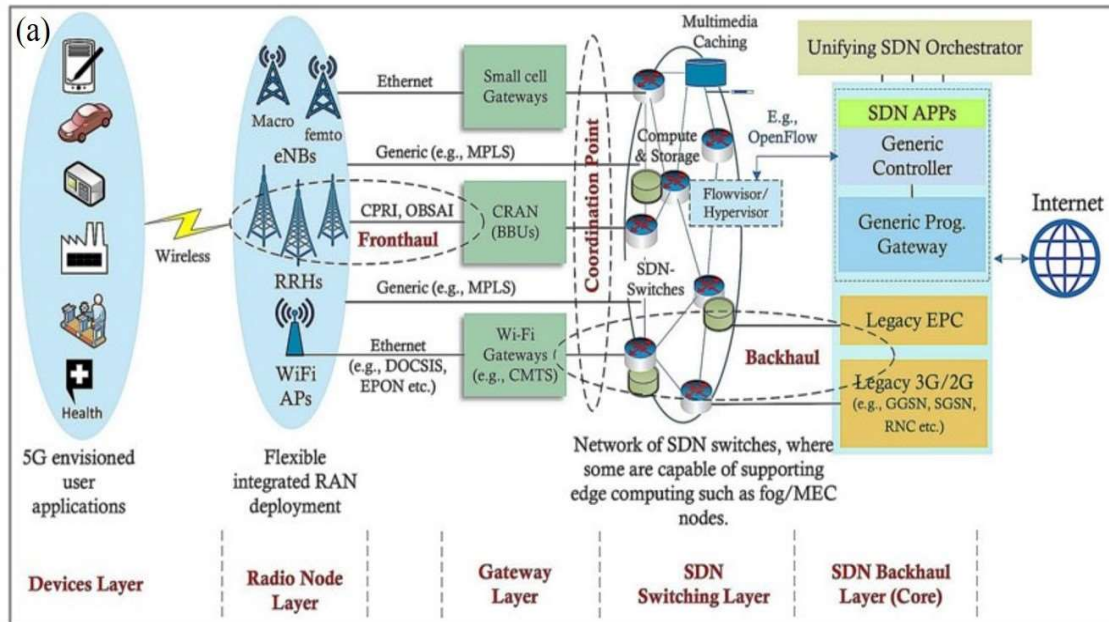 (a)
Multimedia
Caching
Unifying SDN Orchestrator
Ethernet
Small cell
Gateways
Macro
femto
eNBs
Generic (e.g., MPLS)
Coordination Point
Compute
& Storage
E.g.,
OpenFlow
SDN APPs
Generic
Controller
Flowvisor/
Hypervisor
Generic Prog.
Gateway
Internet
Wireless
CPRI, OBSAI
Fronthaul
CRAN
(BBUs)
RRHs
SDN-
Switches
Generic (e.g., MPLS)
WiFi
APs
Ethernet
(e.g., DOCSIS,
EPON etc.)
Wi-Fi
Gateways
(e.g., CMTS)
Backhaul
Legacy EPC
Legacy 3G/2G
(e.g., GGSN, SGSN,
RNC etc.)
Health
5G envisioned
user
applications
Flexible
integrated RAN
deployment
Network of SDN switches, where
some are capable of supporting
edge computing such as fog/MEC
nodes.
Devices Layer
Radio Node
Layer
Gateway
Layer
SDN
Switching Layer
SDN Backhaul
Layer (Core)